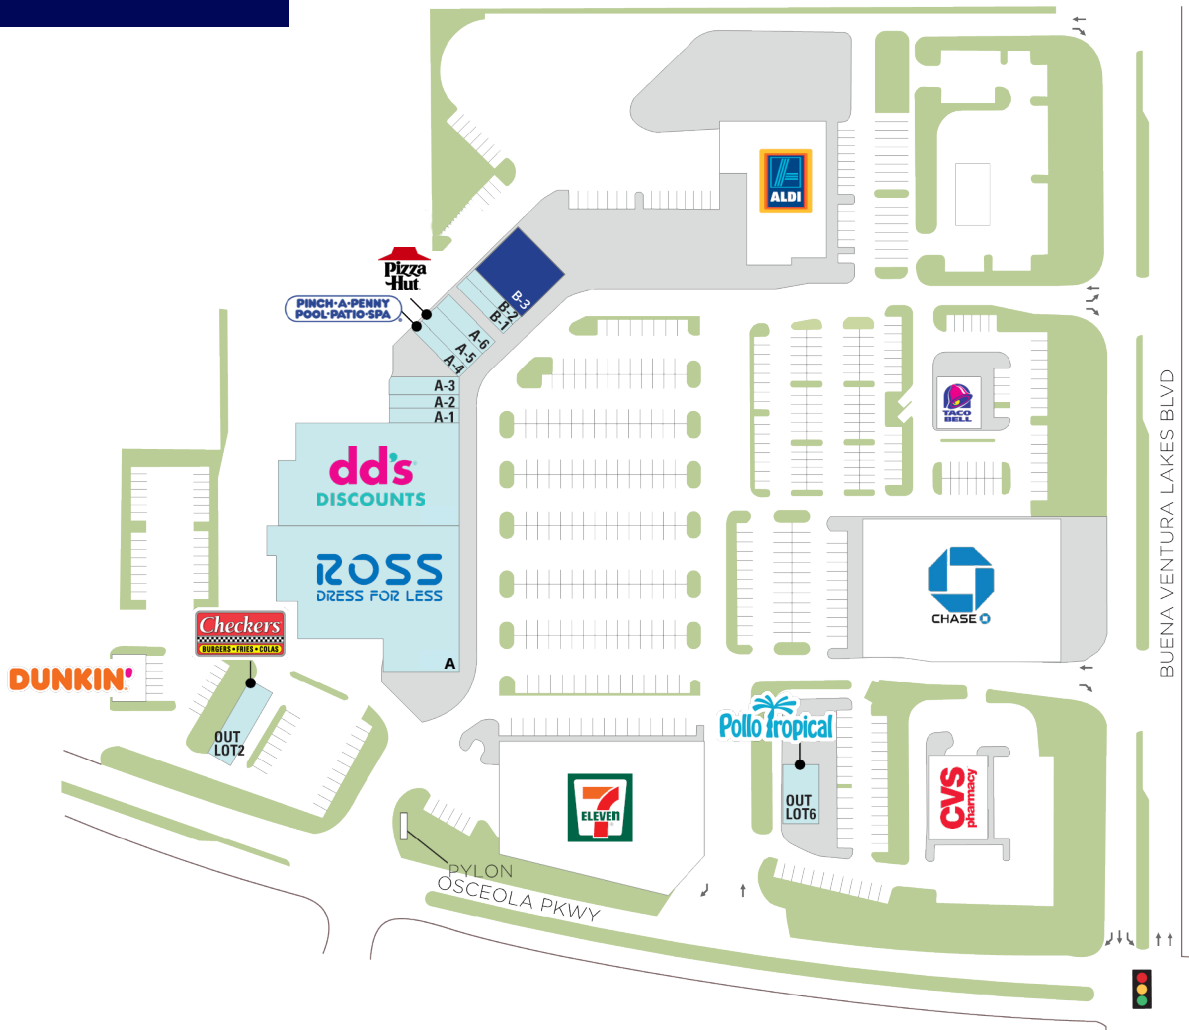 ALDI
Pizza
Hut
PINCH·A·PENNY
POOL·PATIO·SPA
B-3
B-2
B-1
A-6
A-5
A-4
A-3
A-2
A-1
TACO
BELL
BUENA VENTURA LAKES BLVD
dd's
DISCOUNTS
ROSS
DRESS FOR LESS
A
CHASE
Checkers
BURGERS • FRIES • COLAS
DUNKIN'
OUT
LOT2
Pollo Tropical
OUT
LOT6
CVS
pharmacy
7
ELEVEn
PYLON
OSCEOLA PKWY